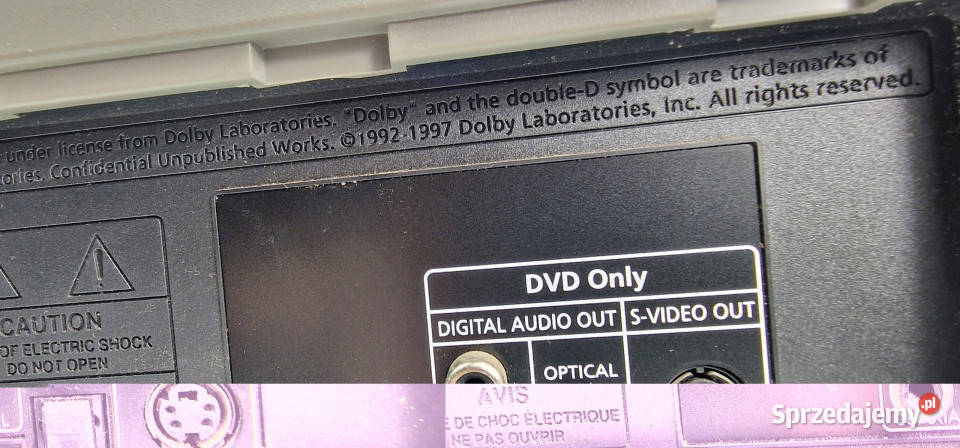 under license from Dolby Laboratories. "Dolby" and the double-D symbol are trademarks of
ories. Confidential Unpublished Works. ©1992-1997 Dolby Laboratories, Inc. All rights reserved.
DVD Only
DIGITAL AUDIO OUT
S-VIDEO OUT
OPTICAL
CAUTION
OF ELECTRIC SHOCK
DO NOT OPEN
AVIS
E DE CHOC ÉLECTRIQUE
NE PAS OUVRIR
Sprzedajemy.pl